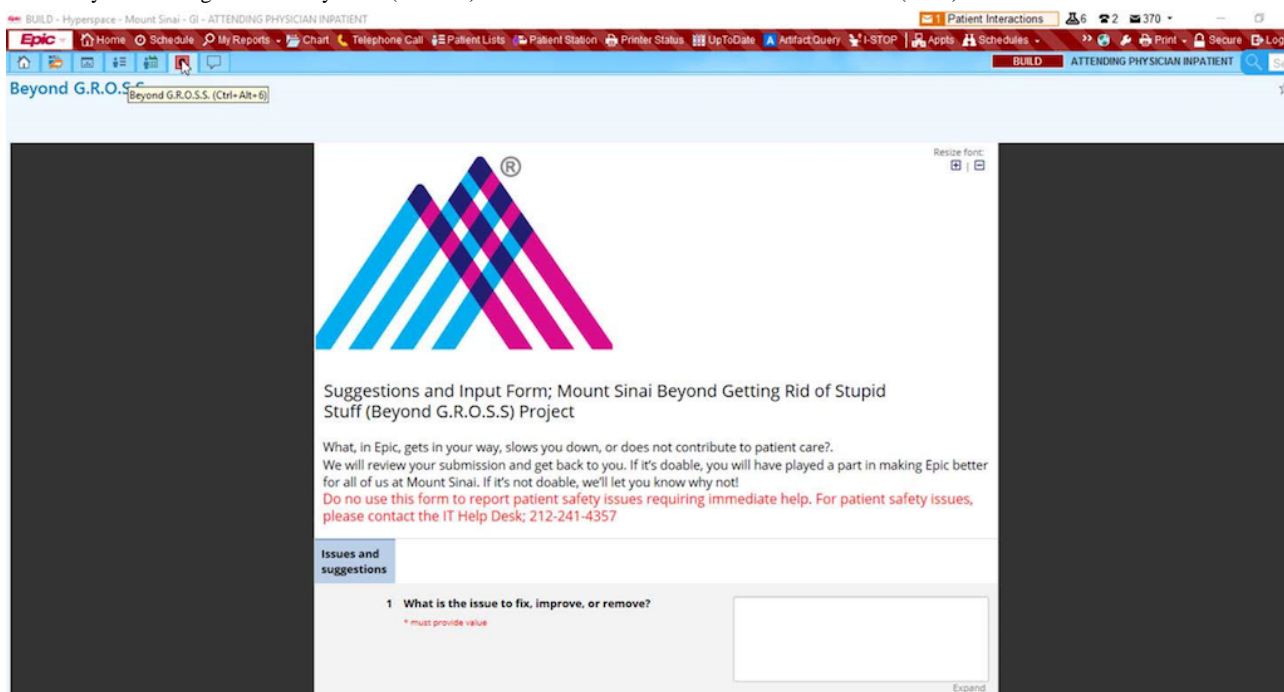 BUILD - Hyperspace - Mount Sinai - GI - ATTENDING PHYSICIAN INPATIENT
1 Patient Interactions 6 2 370
Epic Home Schedule My Reports Chart Telephone Call Patient Lists Patient Station Printer Status UpToDate A Artifact Query I-STOP Appts Schedules Print Secure Log
BUILD ATTENDING PHYSICIAN INPATIENT
Beyond G.R.O.S.S.
Beyond G.R.O.S.S. (Ctrl+Alt+6)
Resize font:
®
Suggestions and Input Form; Mount Sinai Beyond Getting Rid of Stupid
Stuff (Beyond G.R.O.S.S) Project
What, in Epic, gets in your way, slows you down, or does not contribute to patient care?.
We will review your submission and get back to you. If it's doable, you will have played a part in making Epic better
for all of us at Mount Sinai. If it's not doable, we'll let you know why not!
Do no use this form to report patient safety issues requiring immediate help. For patient safety issues,
please contact the IT Help Desk; 212-241-4357
Issues and
suggestions
1 What is the issue to fix, improve, or remove?
* must provide value
Expand